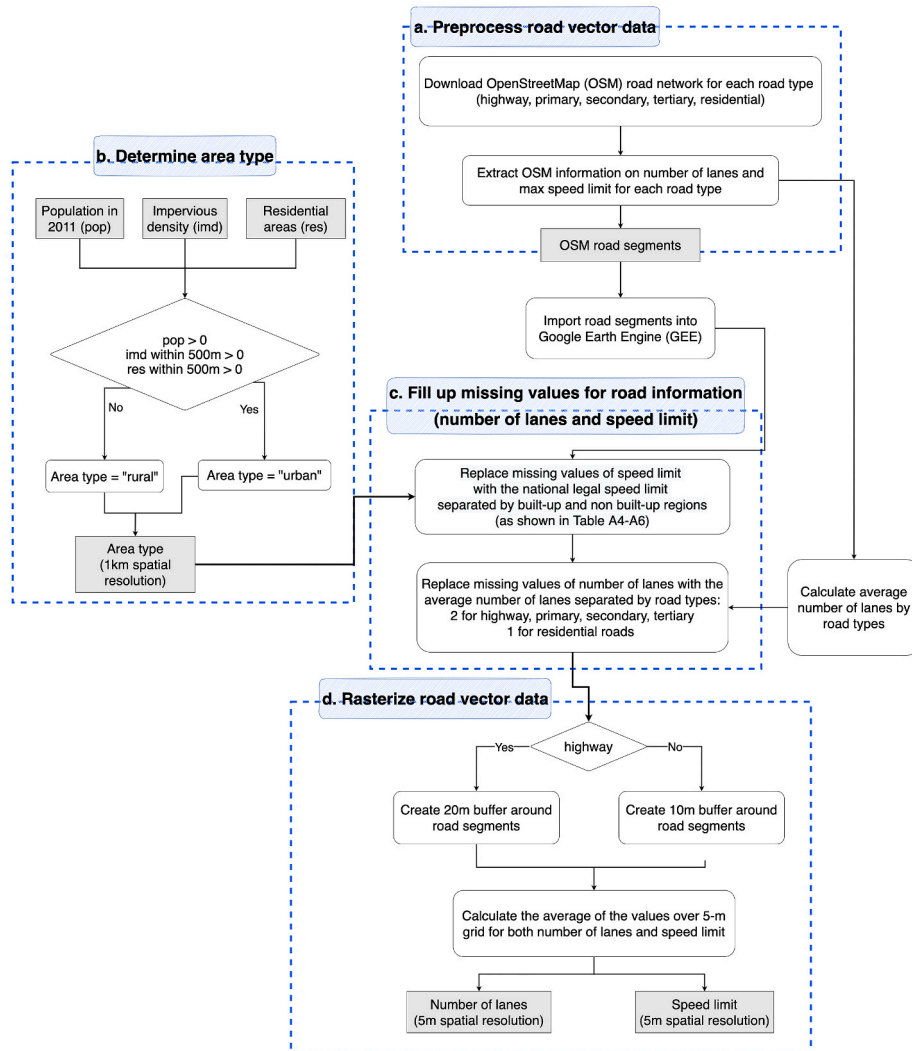 a. Preprocess road vector data
Download OpenStreetMap (OSM) road network for each road type
(highway, primary, secondary, tertiary, residential)
Extract OSM information on number of lanes and
max speed limit for each road type
OSM road segments
Import road segments into
Google Earth Engine (GEE)
b. Determine area type
Population in
2011 (pop)
Impervious
density (imd)
Residential
areas (res)
pop > 0
imd within 500m > 0
res within 500m > 0
No
Yes
Area type = "rural"
Area type = "urban"
Area type
(1km spatial
resolution)
c. Fill up missing values for road information
(number of lanes and speed limit)
Replace missing values of speed limit
with the national legal speed limit
separated by built-up and non built-up regions
(as shown in Table A4-A6)
Replace missing values of number of lanes with the
average number of lanes separated by road types:
2 for highway, primary, secondary, tertiary
1 for residential roads
Calculate average
number of lanes by
road types
d. Rasterize road vector data
highway
Yes
No
Create 20m buffer around
road segments
Create 10m buffer around
road segments
Calculate the average of the values over 5-m
grid for both number of lanes and speed limit
Number of lanes
(5m spatial resolution)
Speed limit
(5m spatial resolution)